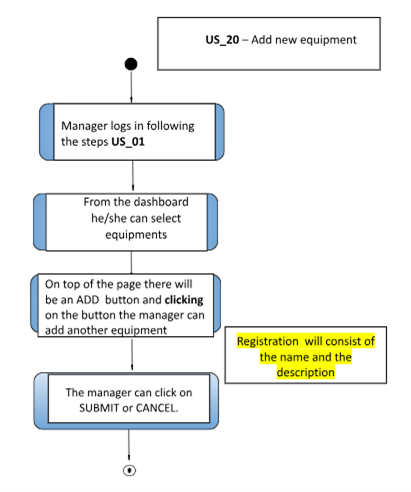 US_20 – Add new equipment
Manager logs in following
the steps US_01
From the dashboard
he/she can select
equipments
On top of the page there will
be an ADD button and clicking
on the button the manager can
add another equipment
Registration will consist of
the name and the
description
The manager can click on
SUBMIT or CANCEL.